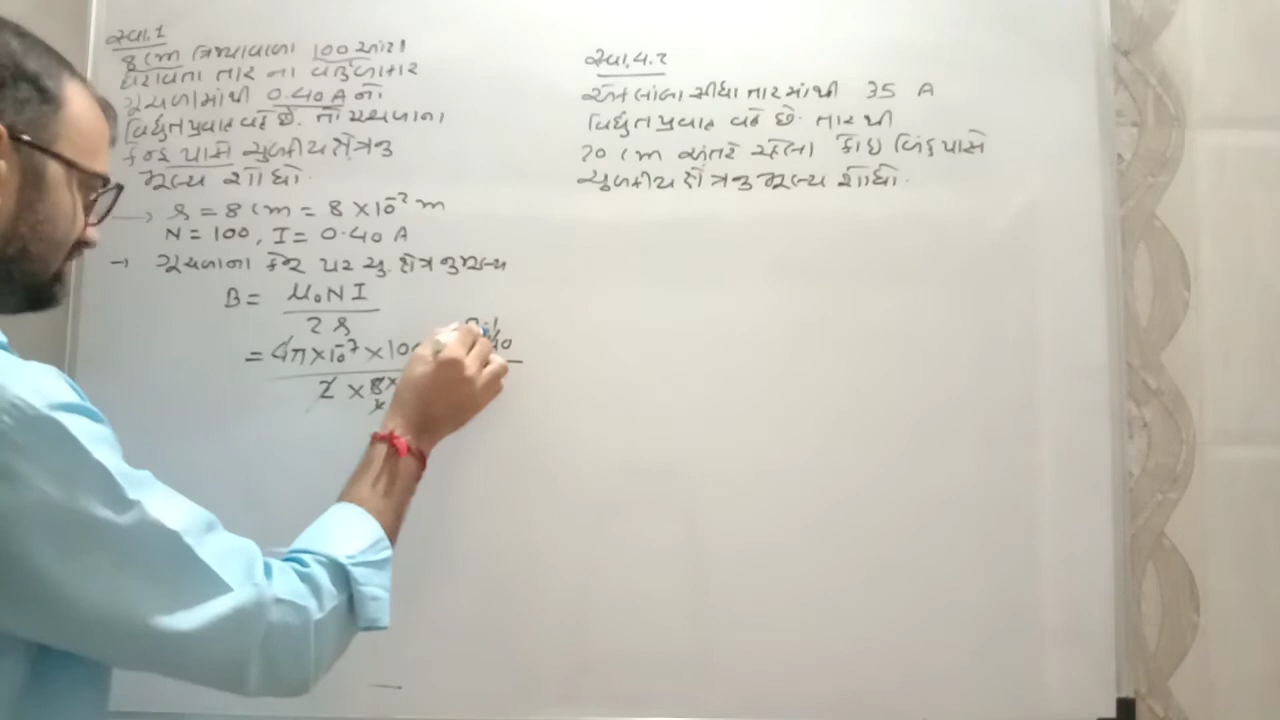 સ્વા.1
8 cm ત્રિજ્યાવાળા 100 આંટા
ધરાવતા તાર ના વર્તુળાકાર
ગૂચળામાંથી 0.40 A નો
વિદ્યુતપ્રવાહ વહે છે. તો ગૂચળાના
કેન્દ્ર પાસે ચુંબકીય ક્ષેત્રનુ
મૂલ્ય શોધો.
→ r = 8 cm = 8 × 10⁻² m
N = 100, I = 0.40 A
→ ગૂચળાના કેન્દ્ર પર ચુ. ક્ષેત્રનુ મૂલ્ય
B = μ₀NI
2 r
= 4π × 10⁻⁷ × 10
2 × 8 ×
સ્વા.4.2
એક લાંબા સીધા તારમાંથી 35 A
વિદ્યુતપ્રવાહ વહે છે. તારથી
20 cm અંતરે રહેલા કોઇ બિંદુ પાસે
ચુંબકીય ક્ષેત્રનુ મૂલ્ય શોધો.